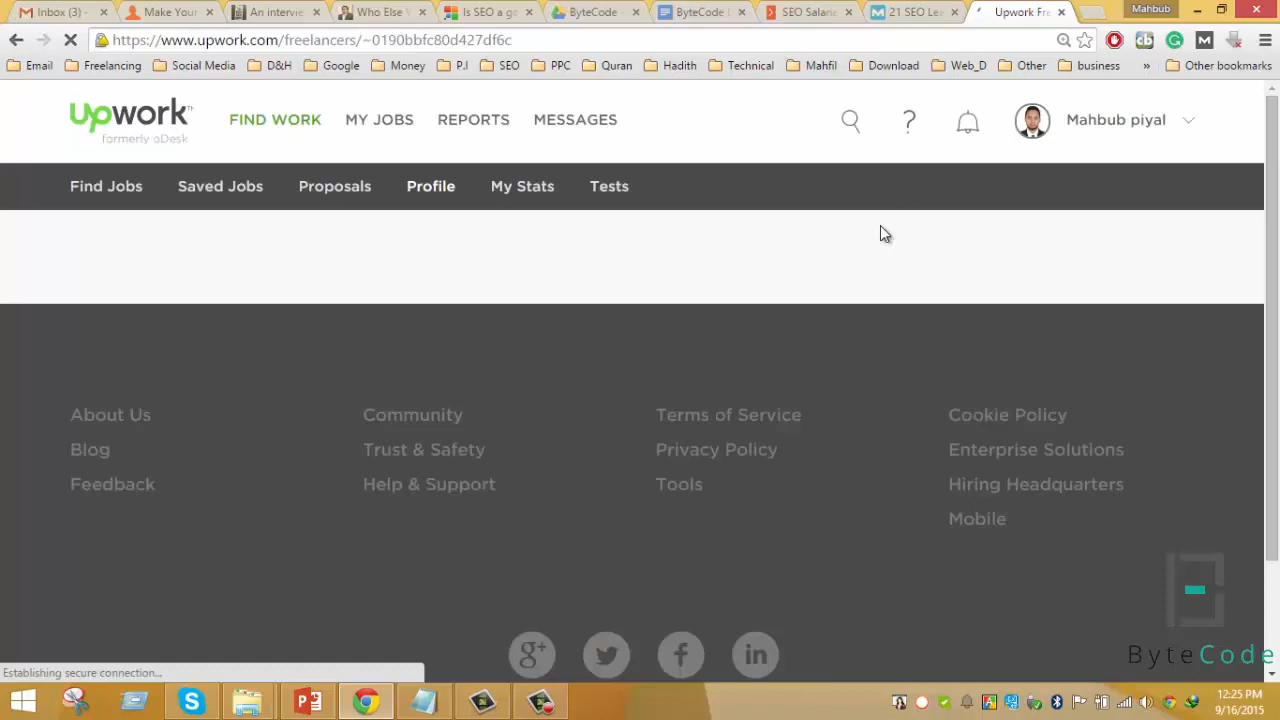 Inbox (3) -
Make Your
An intervie
Who Else
Is SEO a g
ByteCode
ByteCode
SEO Salarie
21 SEO Le
Upwork Fre
Mahbub
https://www.upwork.com/freelancers/~0190bbfc80d427df6c
Email Freelancing Social Media D&H Google Money P.I SEO PPC Quran Hadith Technical Mahfil Download Web_D Other business » Other bookmarks
Upwork™
formerly oDesk
FIND WORK MY JOBS REPORTS MESSAGES
? Mahbub piyal
Find Jobs Saved Jobs Proposals Profile My Stats Tests
About Us Community Terms of Service Cookie Policy
Blog Trust & Safety Privacy Policy Enterprise Solutions
Feedback Help & Support Tools Hiring Headquarters
Mobile
ByteCode
Establishing secure connection...
12:25 PM
9/16/2015